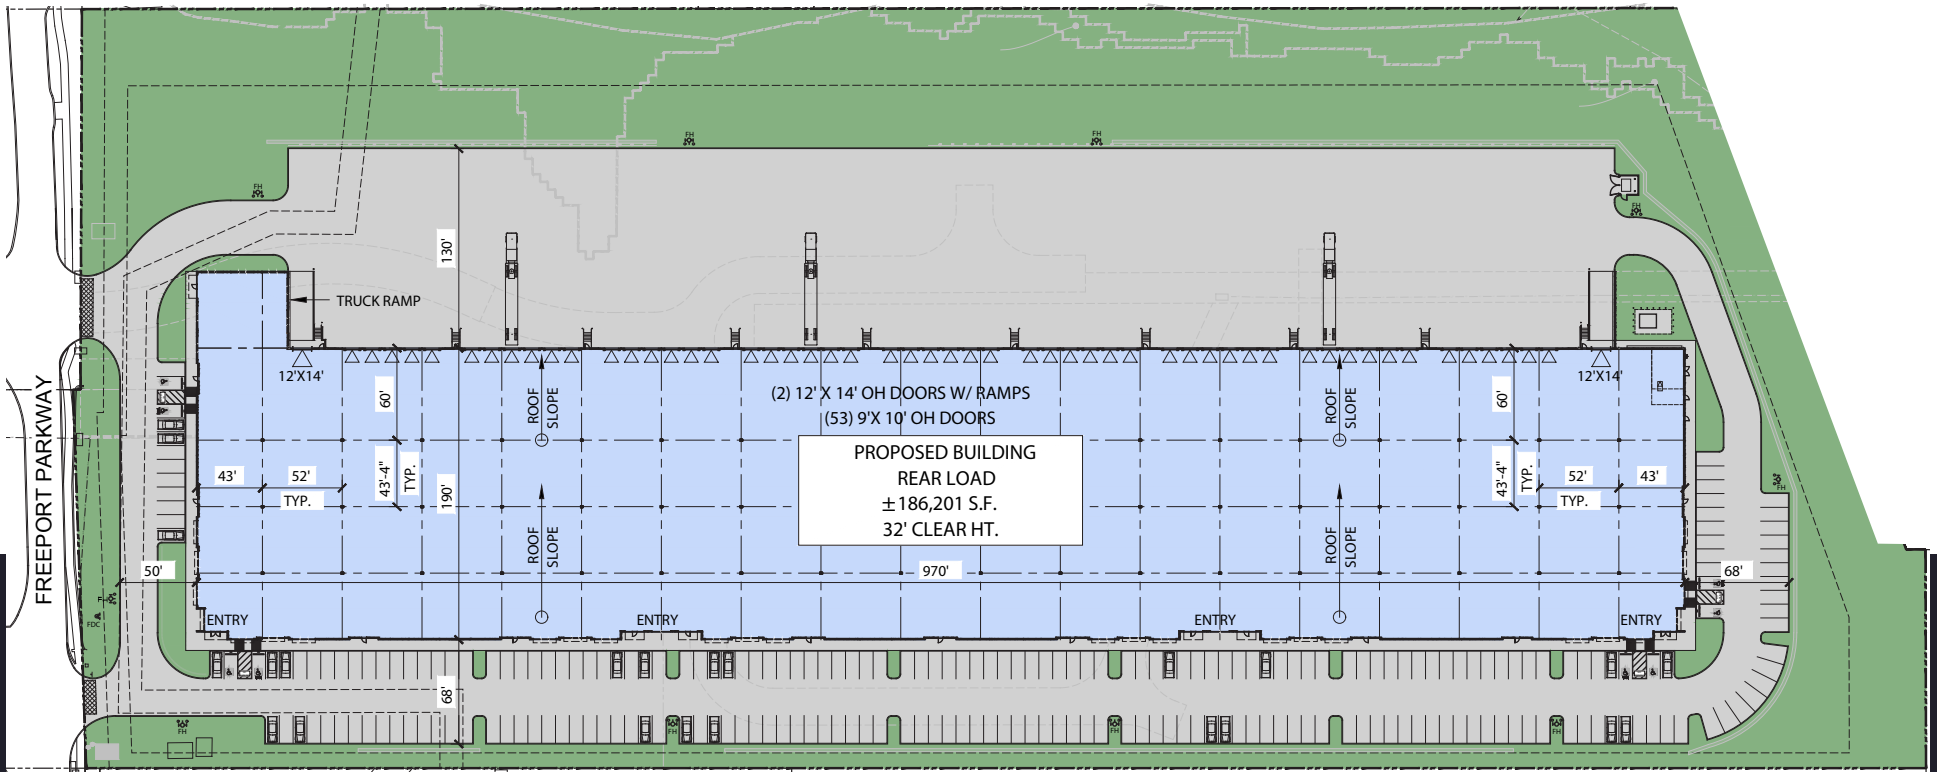 FH
FH
FH
FH
130'
TRUCK RAMP
12'X14'
12'X14'
60'
ROOF
SLOPE
(2) 12' X 14' OH DOORS W/ RAMPS
(53) 9'X 10' OH DOORS
ROOF
SLOPE
60'
FREEPORT PARKWAY
PROPOSED BUILDING
REAR LOAD
±186,201 S.F.
32' CLEAR HT.
43'
52'
TYP.
43'-4"
TYP.
190'
43'-4"
TYP.
52'
TYP.
43'
FH
ROOF
SLOPE
ROOF
SLOPE
50'
970'
68'
FH
FDC
ENTRY
ENTRY
ENTRY
ENTRY
68'
FH
FH
FH
FH